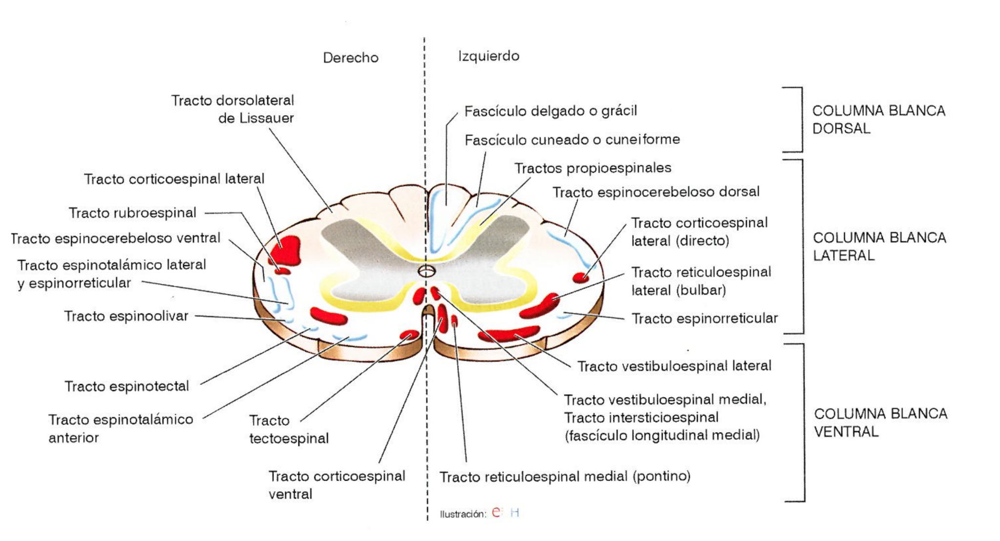 Derecho
Izquierdo
Tracto dorsolateral
de Lissauer
Tracto corticoespinal lateral
Tracto rubroespinal
Tracto espinocerebeloso ventral
Tracto espinotalámico lateral
y espinorreticular
Tracto espinoolivar
Tracto espinotectal
Tracto espinotalámico
anterior
Tracto
tectoespinal
Tracto corticoespinal
ventral
Fascículo delgado o grácil
Fascículo cuneado o cuneiforme
Tractos propioespinales
Tracto espinocerebeloso dorsal
Tracto corticoespinal
lateral (directo)
Tracto reticuloespinal
lateral (bulbar)
Tracto espinorreticular
Tracto vestibuloespinal lateral
Tracto vestibuloespinal medial,
Tracto intersticioespinal
(fascículo longitudinal medial)
Tracto reticuloespinal medial (pontino)
COLUMNA BLANCA
DORSAL
COLUMNA BLANCA
LATERAL
COLUMNA BLANCA
VENTRAL
Ilustración: e H